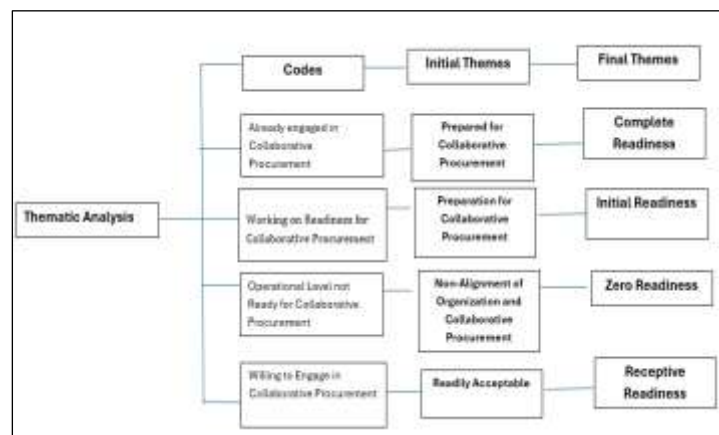 Codes
Initial Themes
Final Themes
Already engaged in
Collaborative
Procurement
Prepared for
Collaborative
Procurement
Complete
Readiness
Thematic Analysis
Working on Readiness for
Collaborative Procurement
Preparation for
Collaborative
Procurement
Initial Readiness
Operational Level not
Ready for Collaborative
Procurement
Non-Alignment of
Organization and
Collaborative
Procurement
Zero Readiness
Willing to Engage in
Collaborative Procurement
Readily Acceptable
Receptive
Readiness